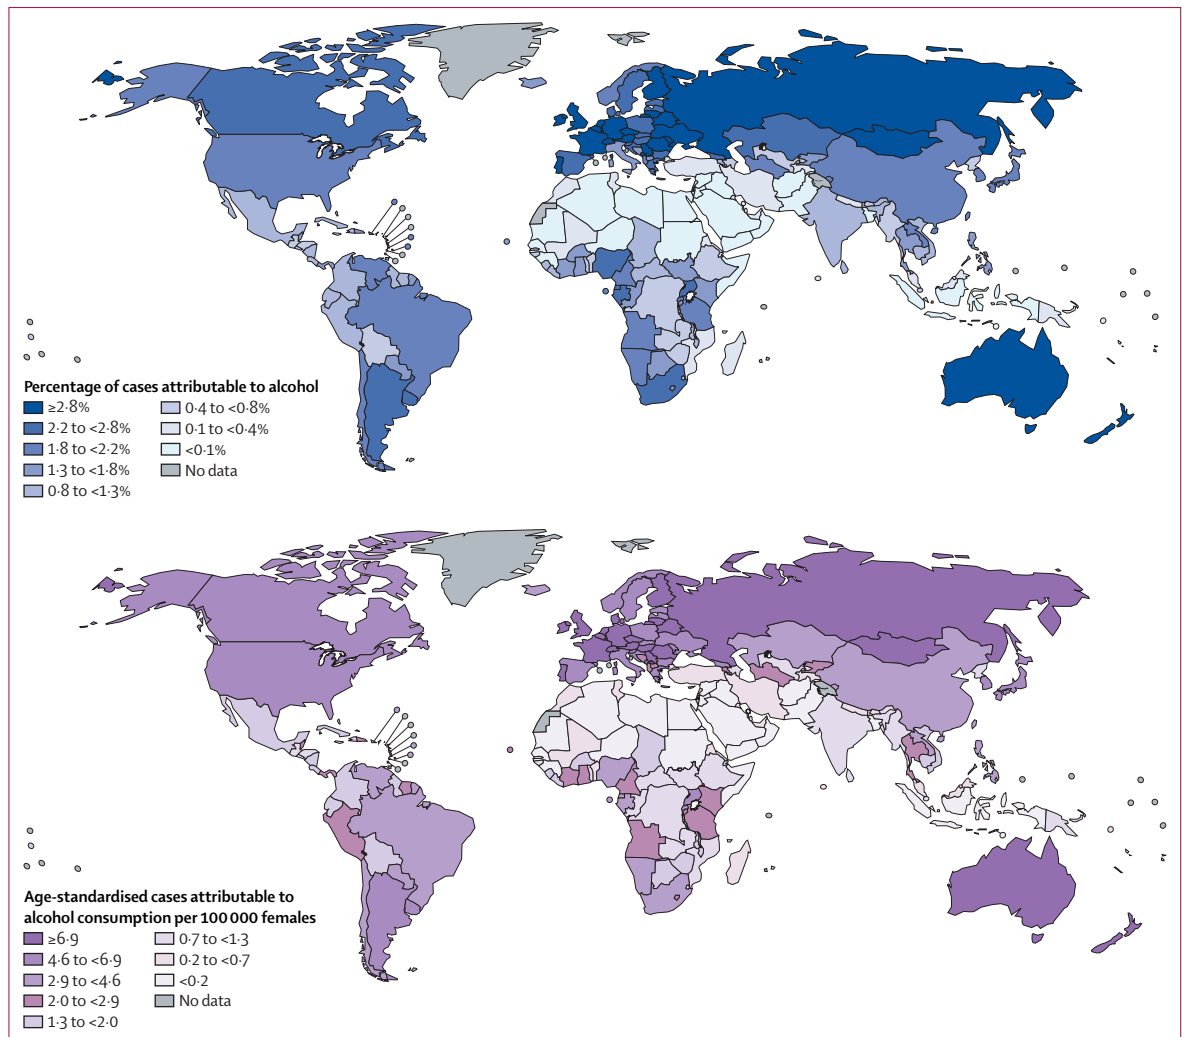 Percentage of cases attributable to alcohol
≥2·8%
2·2 to <2·8%
1·8 to <2·2%
1·3 to <1·8%
0·8 to <1·3%
0·4 to <0·8%
0·1 to <0·4%
<0·1%
No data
Age-standardised cases attributable to
alcohol consumption per 100 000 females
≥6·9
4·6 to <6·9
2·9 to <4·6
2·0 to <2·9
1·3 to <2·0
0·7 to <1·3
0·2 to <0·7
<0·2
No data